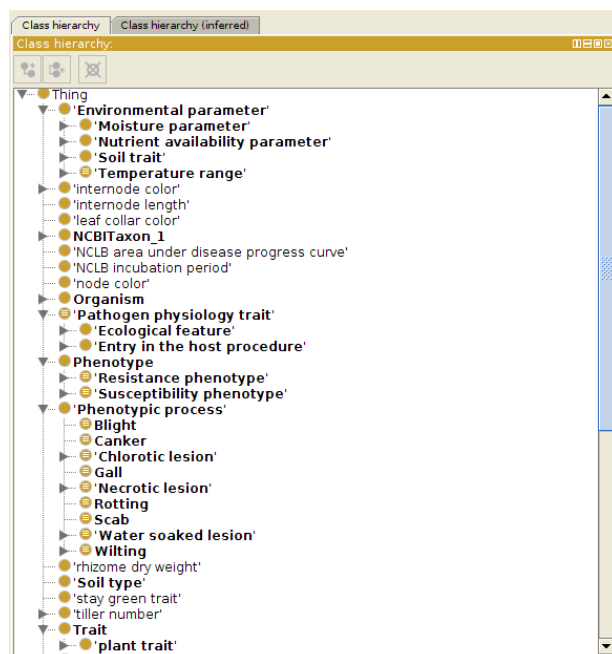 Class hierarchy Class hierarchy (inferred)
Class hierarchy:
Thing
'Environmental parameter'
'Moisture parameter'
'Nutrient availability parameter'
'Soil trait'
'Temperature range'
'internode color'
'internode length'
'leaf collar color'
NCBITaxon_1
'NCLB area under disease progress curve'
'NCLB incubation period'
'node color'
Organism
'Pathogen physiology trait'
'Ecological feature'
'Entry in the host procedure'
Phenotype
'Resistance phenotype'
'Susceptibility phenotype'
'Phenotypic process'
Blight
Canker
'Chlorotic lesion'
Gall
'Necrotic lesion'
Rotting
Scab
'Water soaked lesion'
Wilting
'rhizome dry weight'
'Soil type'
'stay green trait'
'tiller number'
Trait
'plant trait'